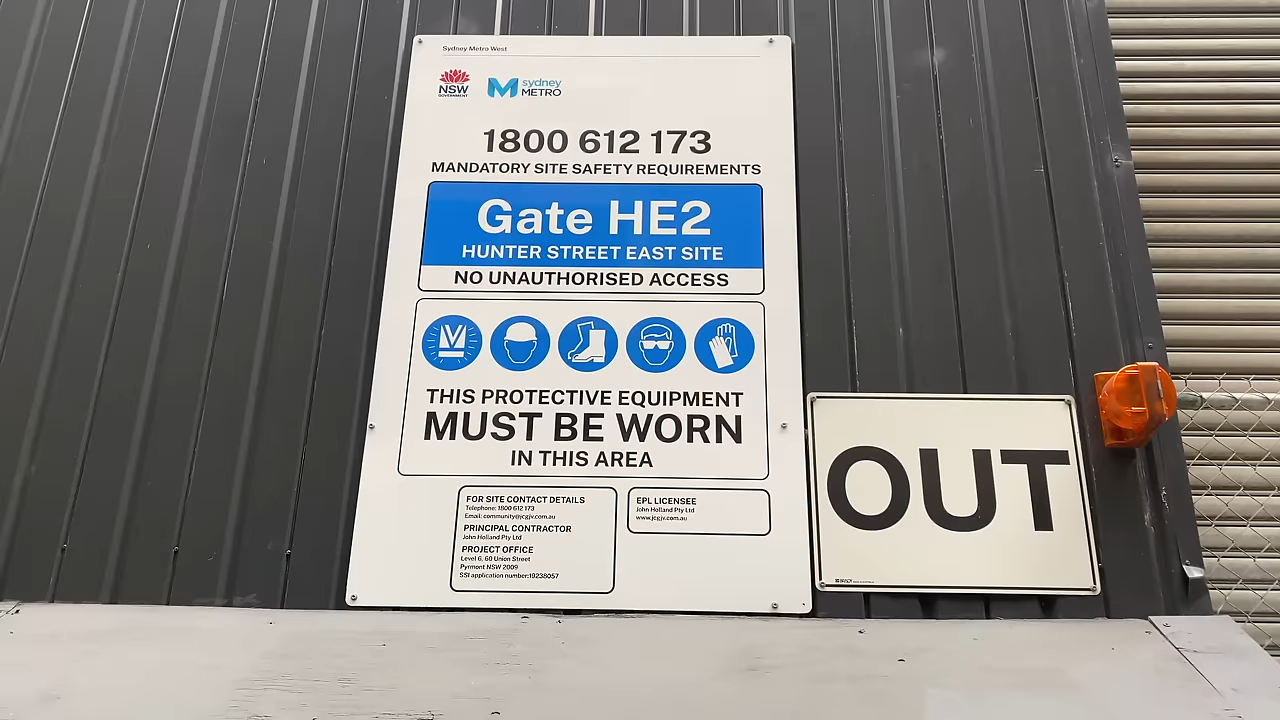 Sydney Metro West
NSW
GOVERNMENT
sydney
METRO
1800 612 173
MANDATORY SITE SAFETY REQUIREMENTS
Gate HE2
HUNTER STREET EAST SITE
NO UNAUTHORISED ACCESS
THIS PROTECTIVE EQUIPMENT
MUST BE WORN
IN THIS AREA
FOR SITE CONTACT DETAILS
Telephone: 1800 612 173
Email: community@jcgjv.com.au
PRINCIPAL CONTRACTOR
John Holland Pty Ltd
PROJECT OFFICE
Level 6, 60 Union Street
Pyrmont NSW 2009
SSI application number:19238057
EPL LICENSEE
John Holland Pty Ltd
www.jcgjv.com.au
OUT
BRADY